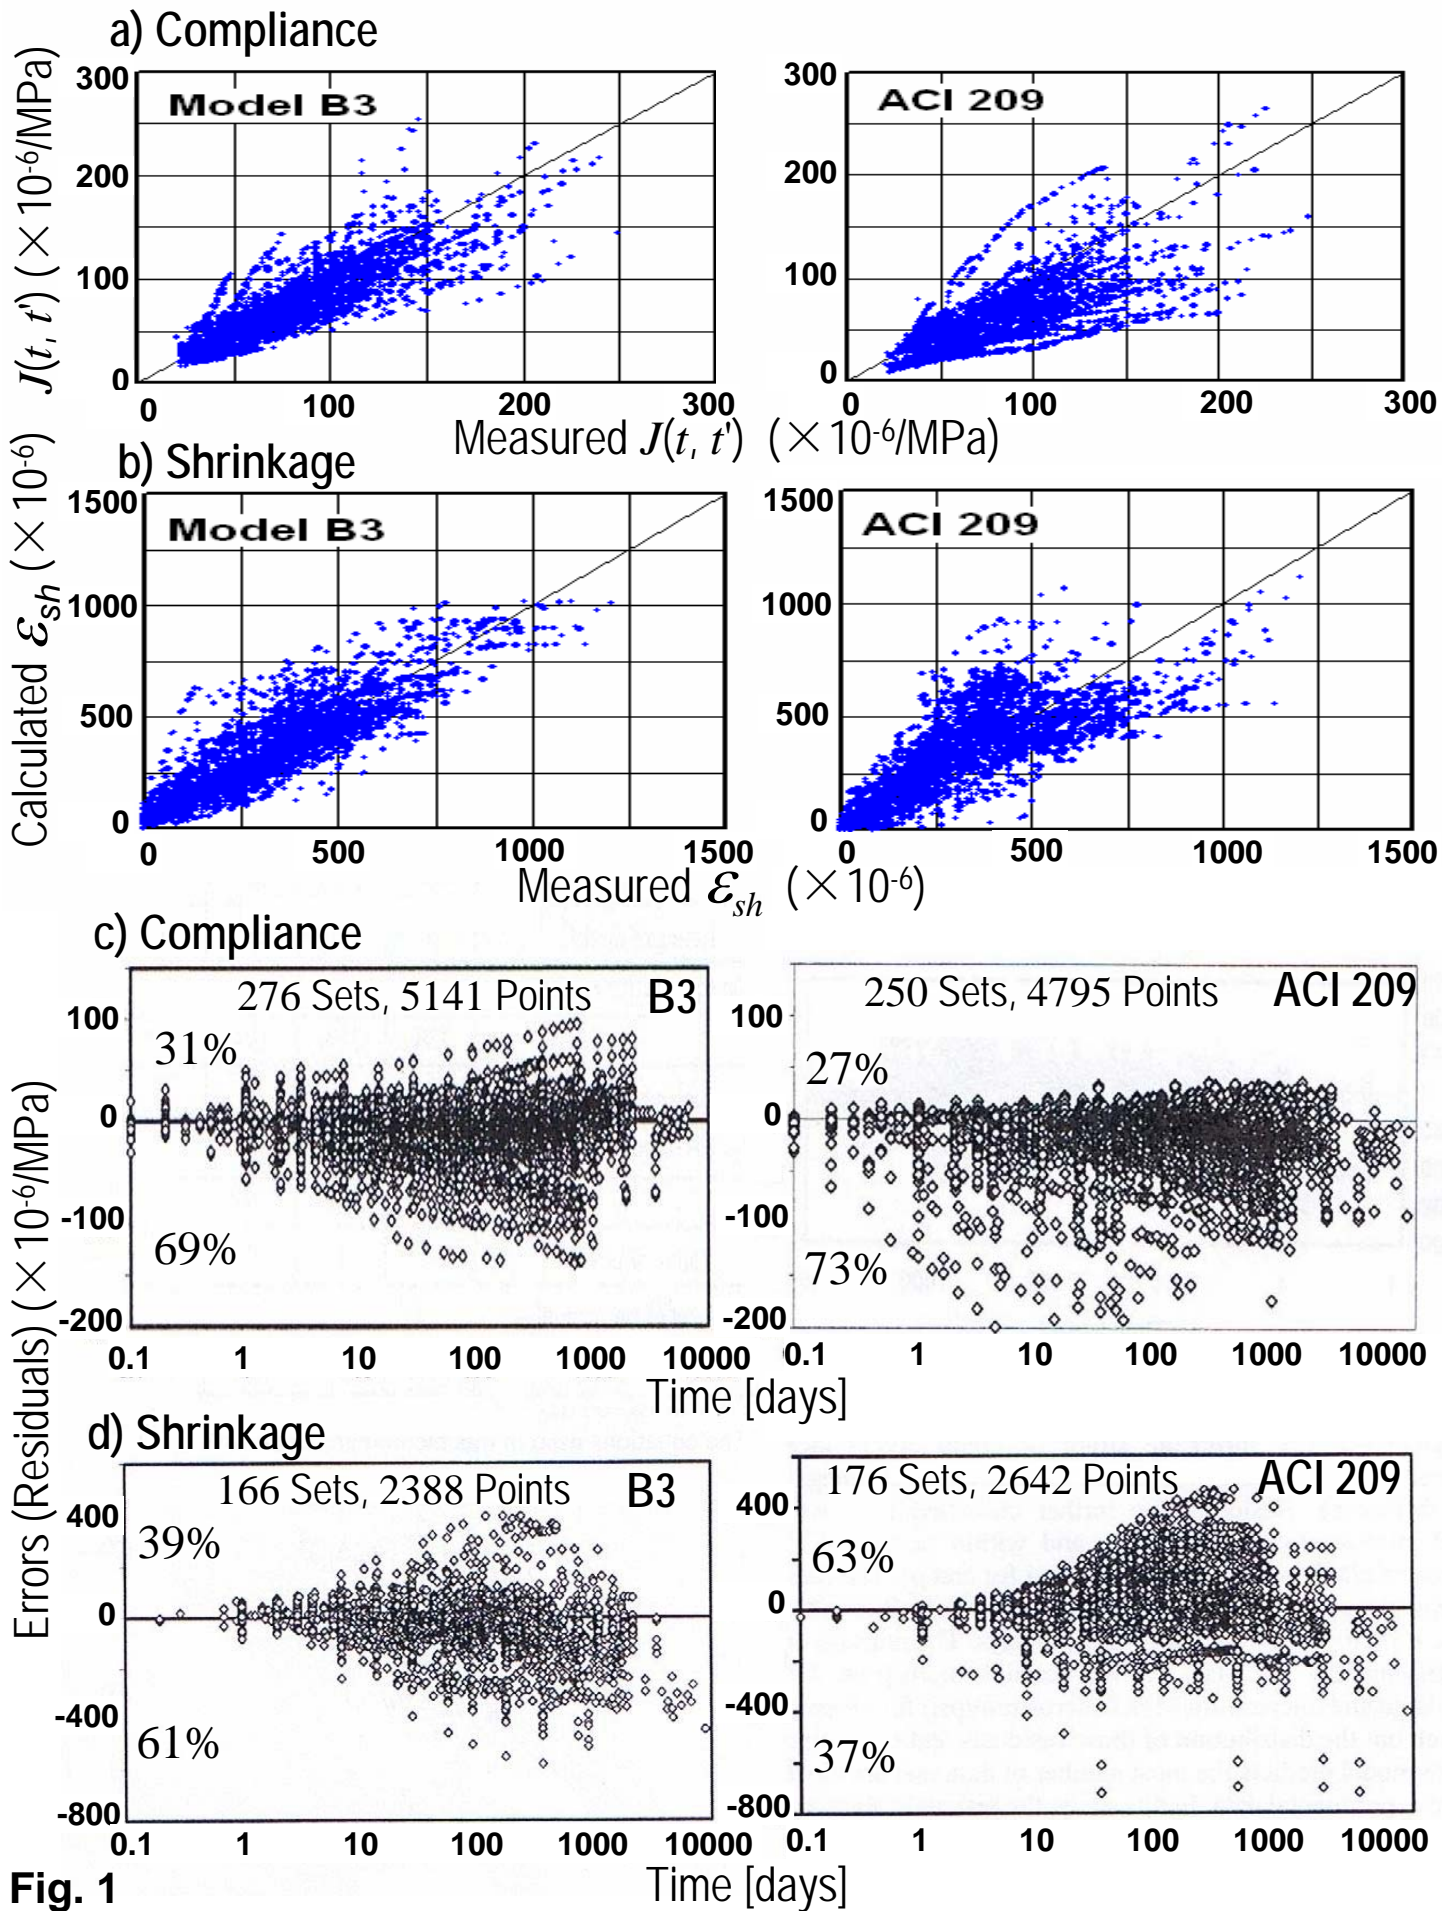 a) Compliance
J(t, t') (× 10-6/MPa)
300
200
100
0
Model B3
0 100 200 300
300
200
100
0
ACI 209
0 100 200 300
Measured J(t, t') (× 10-6/MPa)
b) Shrinkage
Calculated εsh (× 10-6)
1500
1000
500
0
Model B3
0 500 1000 1500
1500
1000
500
0
ACI 209
0 500 1000 1500
Measured εsh (× 10-6)
c) Compliance
Errors (Residuals) (× 10-6/MPa)
276 Sets, 5141 Points B3
100
31%
0
-100
69%
-200
0.1 1 10 100 1000 10000
250 Sets, 4795 Points ACI 209
100
27%
0
-100
73%
-200
0.1 1 10 100 1000 10000
Time [days]
d) Shrinkage
166 Sets, 2388 Points B3
400
39%
0
-400
61%
-800
0.1 1 10 100 1000 10000
176 Sets, 2642 Points ACI 209
400
63%
0
-400
37%
-800
0.1 1 10 100 1000 10000
Time [days]
Fig. 1